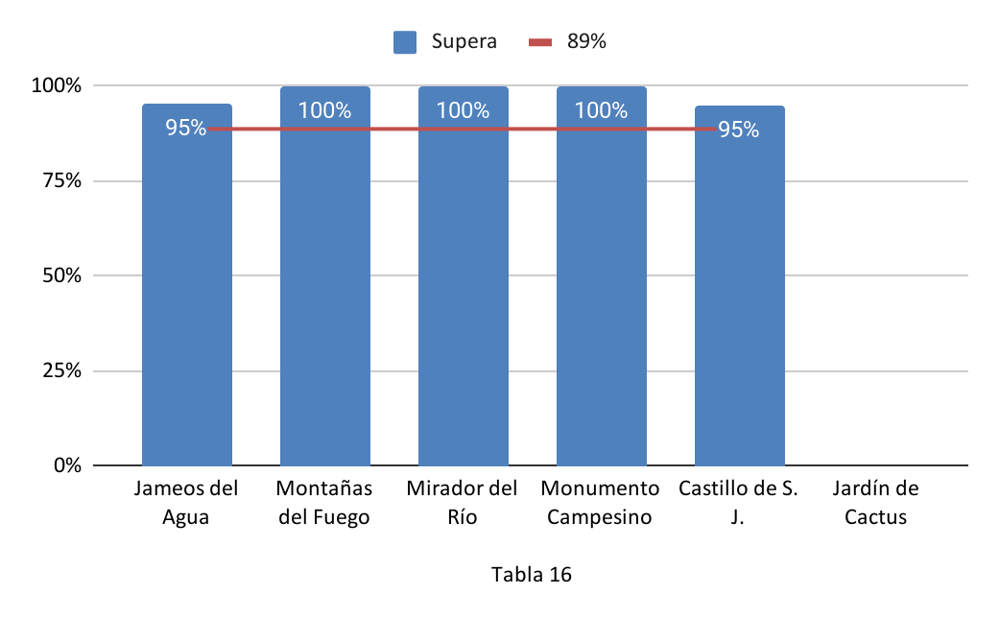 Supera 89%
100%
95% 100% 100% 100% 95%
75%
50%
25%
0%
Jameos del Montañas Mirador del Monumento Castillo de S. Jardín de
Agua del Fuego Río Campesino J. Cactus
Tabla 16